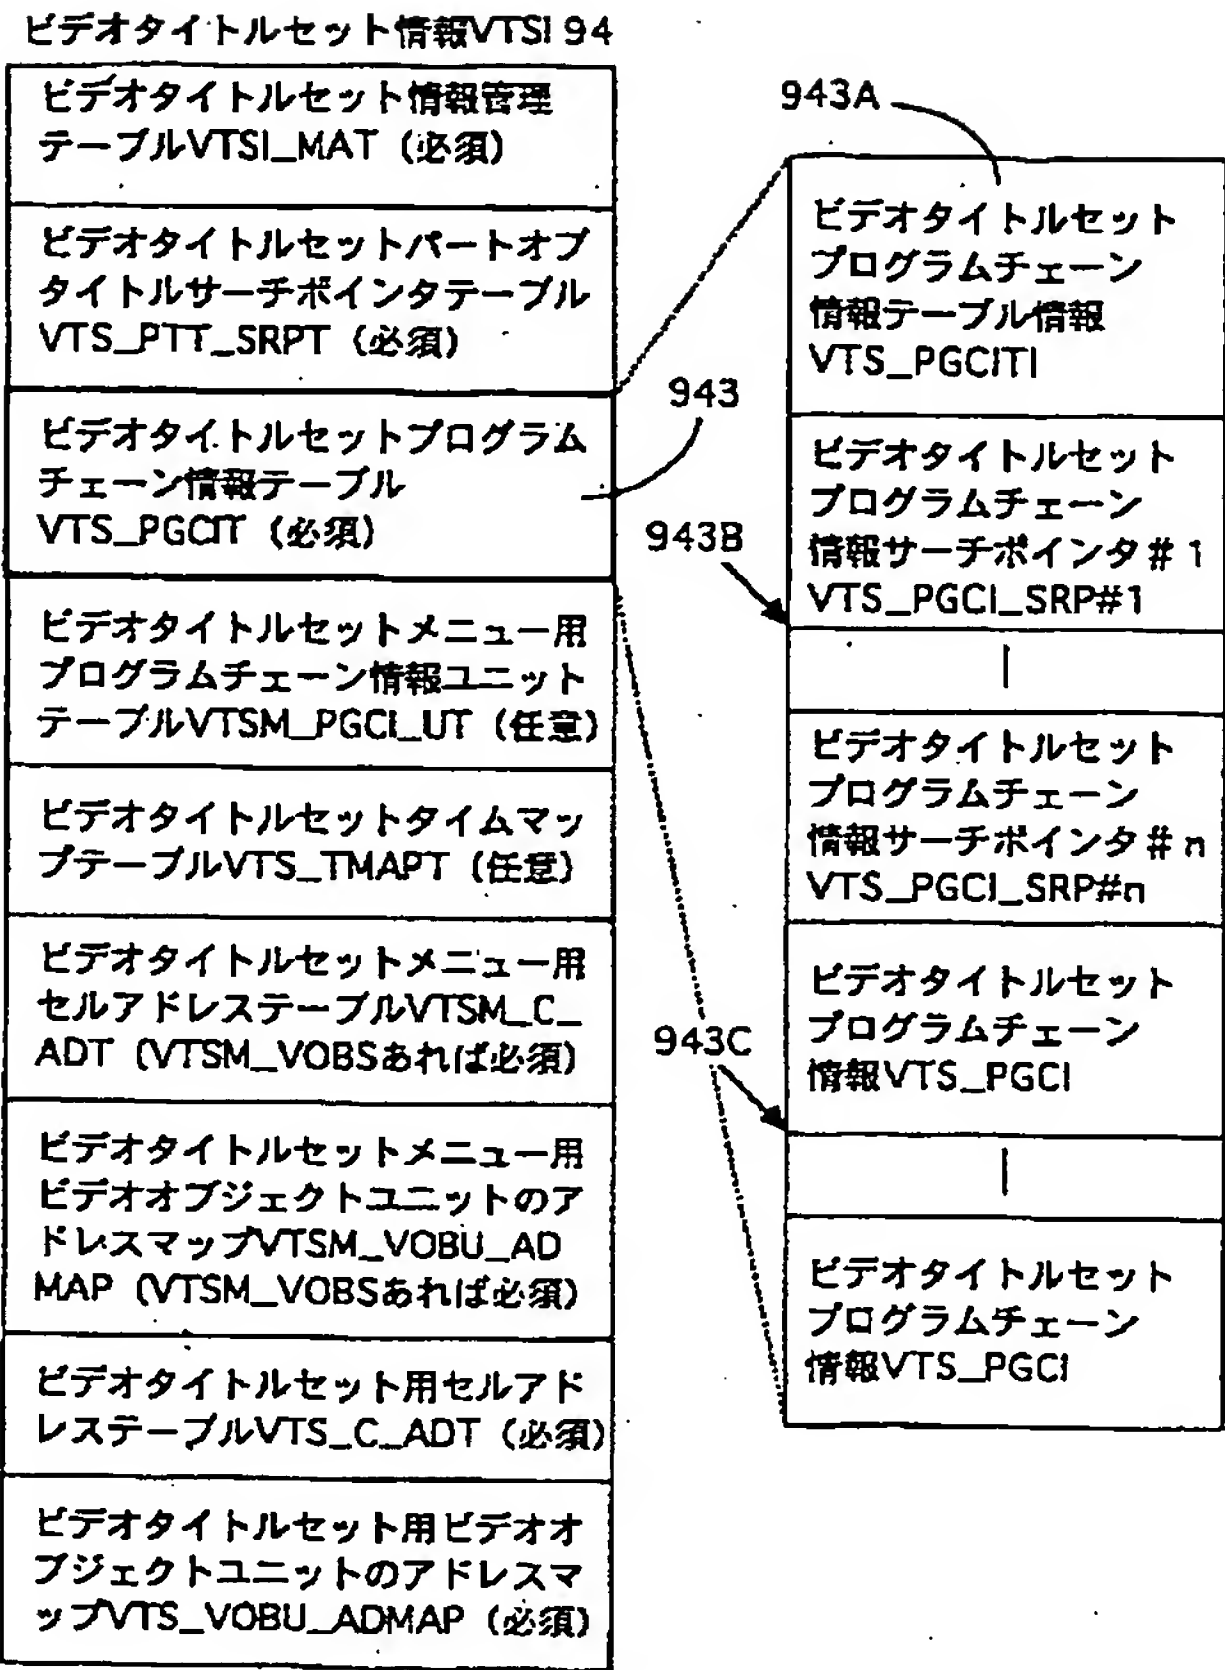 ビデオタイトルセット情報VTSI 94
ビデオタイトルセット情報管理
テーブルVTSI_MAT（必須）
ビデオタイトルセットパートオブ
タイトルサーチポインタテーブル
VTS_PTT_SRPT（必須）
ビデオタイトルセットプログラム
チェーン情報テーブル
VTS_PGCIT（必須）
ビデオタイトルセットメニュー用
プログラムチェーン情報ユニット
テーブルVTSM_PGCI_UT（任意）
ビデオタイトルセットタイムマッ
プテーブルVTS_TMAPT（任意）
ビデオタイトルセットメニュー用
セルアドレステーブルVTSM_C_
ADT（VTSM_VOBSあれば必須）
ビデオタイトルセットメニュー用
ビデオオブジェクトユニットのア
ドレスマップVTSM_VOBU_AD
MAP（VTSM_VOBSあれば必須）
ビデオタイトルセット用セルアド
レステーブルVTS_C_ADT（必須）
ビデオタイトルセット用ビデオオ
ブジェクトユニットのアドレスマ
ップVTS_VOBU_ADMAP（必須）
943
943A
ビデオタイトルセット
プログラムチェーン
情報テーブル情報
VTS_PGCITI
ビデオタイトルセット
プログラムチェーン
情報サーチポインタ＃1
VTS_PGCI_SRP#1
943B
ビデオタイトルセット
プログラムチェーン
情報サーチポインタ＃n
VTS_PGCI_SRP#n
ビデオタイトルセット
プログラムチェーン
情報VTS_PGCI
943C
ビデオタイトルセット
プログラムチェーン
情報VTS_PGCI